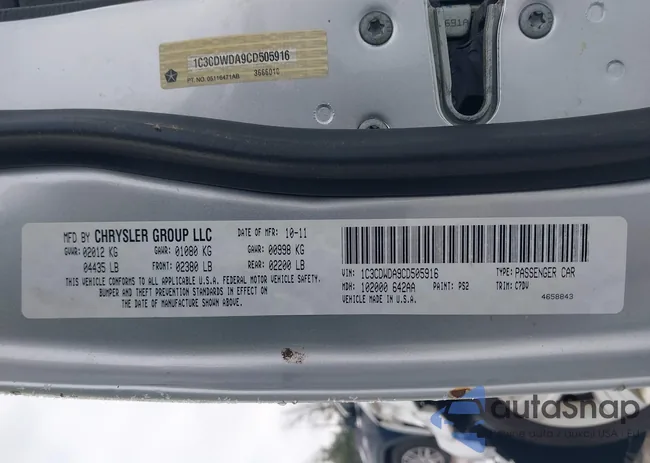 691A
1C3CDWDA9CD505916
PT. NO. 05116471AB 3666010
MFD BY CHRYSLER GROUP LLC DATE OF MFR: 10-11
GVWR: 02012 KG GAWR: 01080 KG GAWR: 00998 KG
04435 LB FRONT: 02380 LB REAR: 02200 LB
THIS VEHICLE CONFORMS TO ALL APPLICABLE U.S.A. FEDERAL MOTOR VEHICLE SAFETY,
BUMPER AND THEFT PREVENTION STANDARDS IN EFFECT ON
THE DATE OF MANUFACTURE SHOWN ABOVE.
VIN: 1C3CDWDA9CD505916 TYPE: PASSENGER CAR
MDH: 102000 642AA PAINT: PS2 TRIM: C7DV
VEHICLE MADE IN U.S.A. 4658843
autasnap